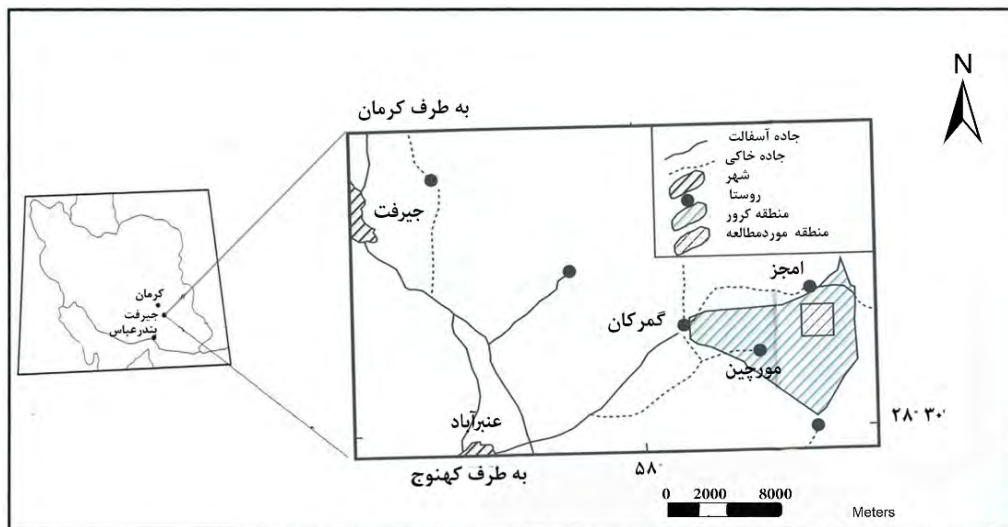 N
به طرف کرمان
جاده آسفالت
جاده خاکی
شهر
روستا
منطقه کرور
منطقه موردمطالعه
جیرفت
امجز
گمرکان
مورچین
عنبرآباد
کرمان
جیرفت
بندرعباس
۲۸° ۳۰'
۵۸°
به طرف کهنوج
0 2000 8000
Meters